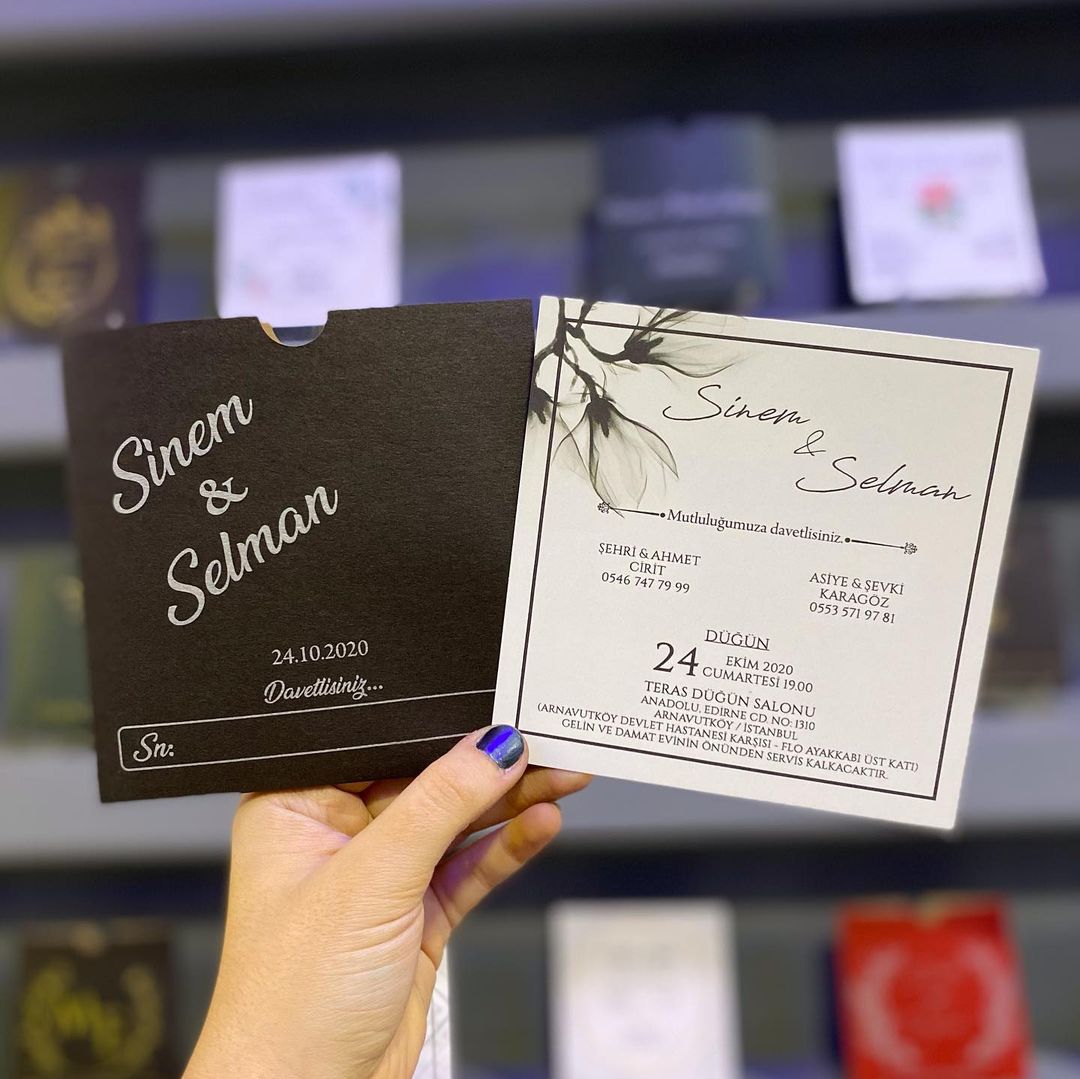 Sinem
&
Selman
24.10.2020
Davetlisiniz...
Sn:
Sinem
&
Selman
Mutluluğumuza davetlisiniz.
ŞEHRİ & AHMET
CİRİT
0546 747 79 99
ASİYE & ŞEVKİ
KARAGÖZ
0553 571 97 81
DÜĞÜN
24 EKİM 2020
CUMARTESİ 19.00
TERAS DÜĞÜN SALONU
ANADOLU, EDİRNE CD. NO: 1310
ARNAVUTKÖY / İSTANBUL
(ARNAVUTKÖY DEVLET HASTANESİ KARŞISI - FLO AYAKKABI ÜST KATI)
GELİN VE DAMAT EVİNİN ÖNÜNDEN SERVİS KALKACAKTIR.